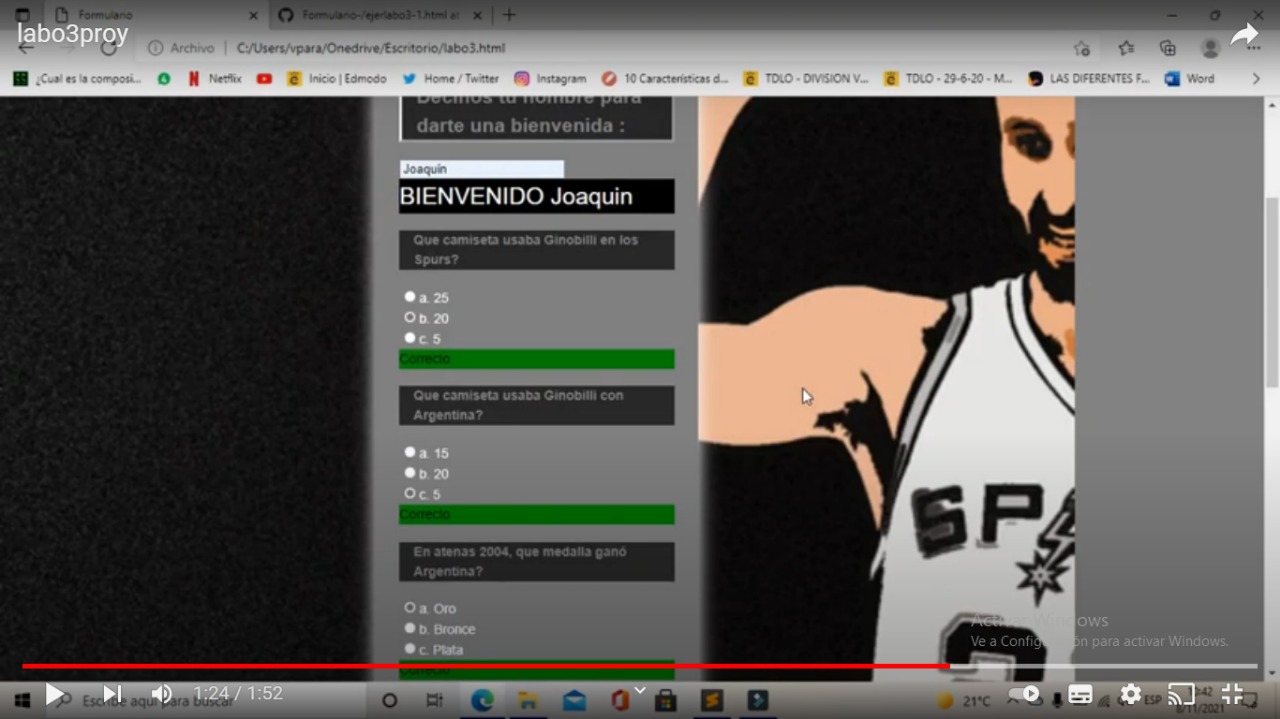 Formulario
Formulario-/ejerlabo3-1.html at
labo3proy
Archivo
C:/Users/vpara/Onedrive/Escritorio/labo3.html
¿Cual es la composi...
Netflix
Inicio | Edmodo
Home / Twitter
Instagram
10 Características d...
TDLO - DIVISION V...
TDLO - 29-6-20 - M...
LAS DIFERENTES F...
Word
Decinos tu nombre para
darte una bienvenida :
Joaquin
BIENVENIDO Joaquin
Que camiseta usaba Ginobilli en los
Spurs?
a. 25
b. 20
c. 5
Correcto
Que camiseta usaba Ginobilli con
Argentina?
a. 15
b. 20
c. 5
Correcto
En atenas 2004, que medalla ganó
Argentina?
a. Oro
b. Bronce
c. Plata
Correcto
SPA
Activar Windows
Ve a Configuración para activar Windows.
1:24 / 1:52
Escribe aquí para buscar
21°C
ESP
8/11/2021